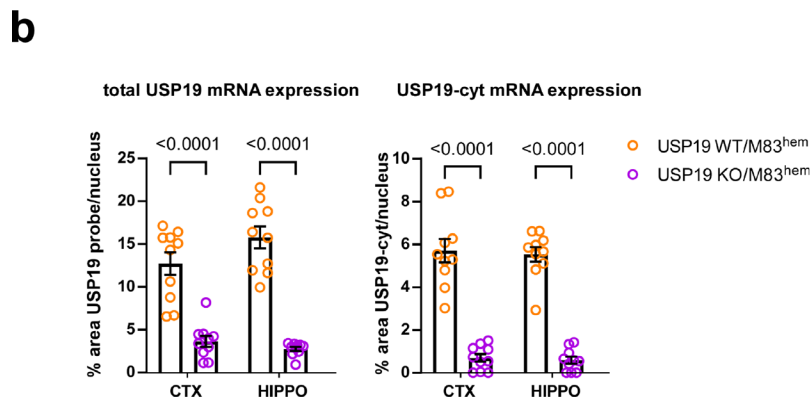 b
total USP19 mRNA expression
<0.0001 <0.0001
% area USP19 probe/nucleus
25
20
15
10
5
0
CTX HIPPO
USP19-cyt mRNA expression
<0.0001 <0.0001
% area USP19-cyt/nucleus
10
8
6
4
2
0
CTX HIPPO
USP19 WT/M83hem
USP19 KO/M83hem